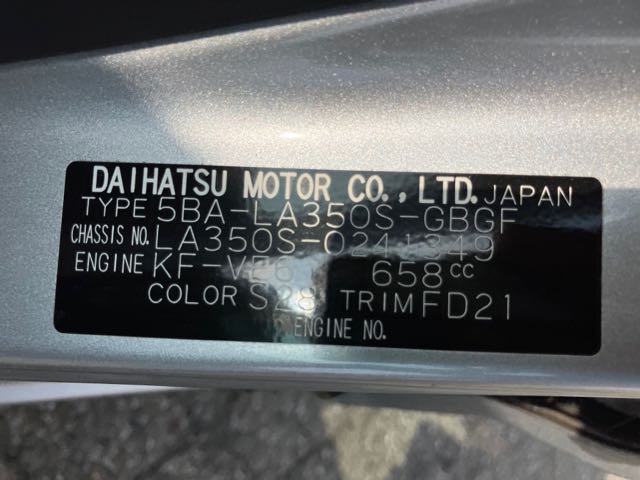 DAIHATSU MOTOR CO., LTD. JAPAN
TYPE 5BA-LA350S-GBGF
CHASSIS NO. LA350S-0241349
ENGINE KF-VE6 658cc
COLOR S28 TRIM FD21
ENGINE NO.